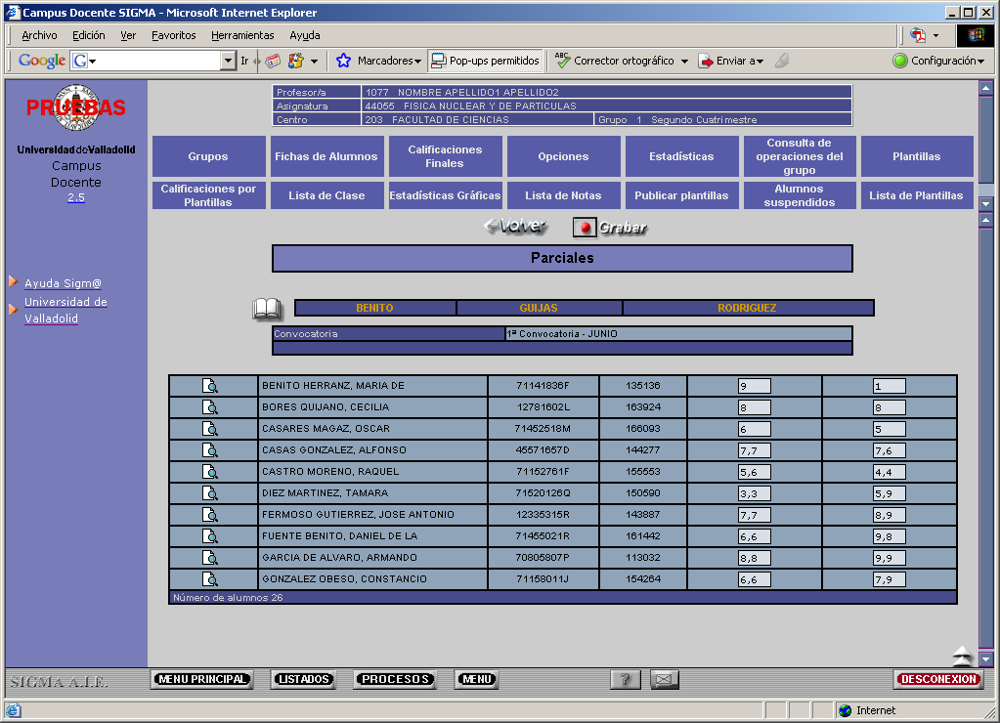 Campus Docente SIGMA - Microsoft Internet Explorer
Archivo Edición Ver Favoritos Herramientas Ayuda
Google G Ir Marcadores Pop-ups permitidos ABC Corrector ortográfico Enviar a Configuración
PRUEBAS
Universidad de Valladolid
Campus
Docente
2.5
Ayuda Sigm@
Universidad de
Valladolid
Profesor/a 1077 NOMBRE APELLIDO1 APELLIDO2
Asignatura 44055 FISICA NUCLEAR Y DE PARTICULAS
Centro 203 FACULTAD DE CIENCIAS Grupo 1 Segundo Cuatrimestre
Grupos Fichas de Alumnos Calificaciones Finales Opciones Estadísticas Consulta de operaciones del grupo Plantillas
Calificaciones por Plantillas Lista de Clase Estadísticas Gráficas Lista de Notas Publicar plantillas Alumnos suspendidos Lista de Plantillas
Volver Grabar
Parciales
BENITO GUIJAS RODRIGUEZ
Convocatoria 1ª Convocatoria - JUNIO
BENITO HERRANZ, MARIA DE 71141836F 135136 9 1
BORES QUIJANO, CECILIA 12781602L 163924 8 8
CASARES MAGAZ, OSCAR 71452518M 166093 6 5
CASAS GONZALEZ, ALFONSO 45571657D 144277 7,7 7,6
CASTRO MORENO, RAQUEL 71152761F 155553 5,6 4,4
DIEZ MARTINEZ, TAMARA 71520126Q 150590 3,3 5,9
FERMOSO GUTIERREZ, JOSE ANTONIO 12335315R 143887 7,7 8,9
FUENTE BENITO, DANIEL DE LA 71455021R 161442 6,6 9,8
GARCIA DE ALVARO, ARMANDO 70805807P 113032 8,8 9,9
GONZALEZ OBESO, CONSTANCIO 71158011J 154264 6,6 7,9
Número de alumnos 26
SIGMA A.I.E. MENU PRINCIPAL LISTADOS PROCESOS MENU ? DESCONEXION
Internet